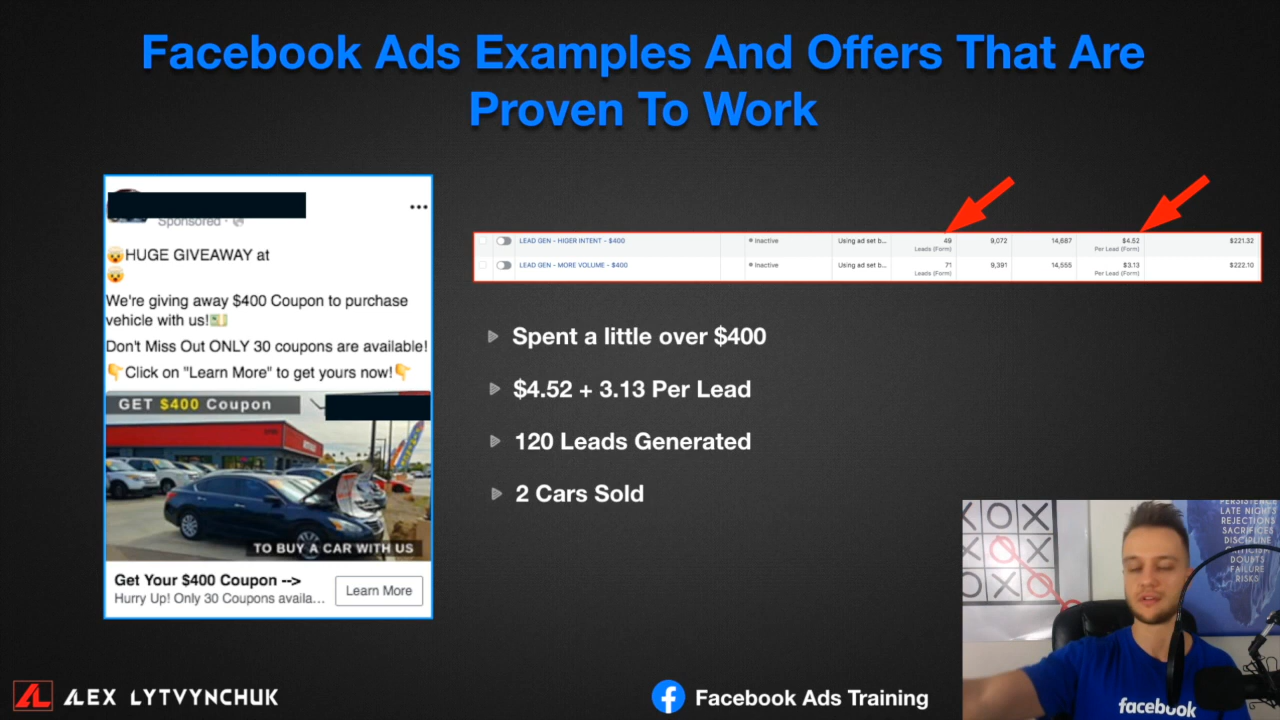 Facebook Ads Examples And Offers That Are
Proven To Work
Sponsored ·
🤯HUGE GIVEAWAY at
🤯
We're giving away $400 Coupon to purchase
vehicle with us!💵
Don't Miss Out ONLY 30 coupons are available!
👇Click on "Learn More" to get yours now!👇
GET $400 Coupon
TO BUY A CAR WITH US
Get Your $400 Coupon -->
Hurry Up! Only 30 Coupons availa...
Learn More
LEAD GEN - HIGER INTENT - $400 Inactive Using ad set b... 49 9,072 14,687 $4.52 $221.32
Leads (Form) Per Lead (Form)
LEAD GEN - MORE VOLUME - $400 Inactive Using ad set b... 71 9,391 14,555 $3.13 $222.10
Leads (Form) Per Lead (Form)
Spent a little over $400
$4.52 + 3.13 Per Lead
120 Leads Generated
2 Cars Sold
XOX
XOX
OOX
PERSISTENCE
LATE NIGHTS
REJECTIONS
SACRIFICES
DISCIPLINE
CRITICISM
DOUBTS
FAILURE
RISKS
facebook
ALEX LYTVYNCHUK
Facebook Ads Training